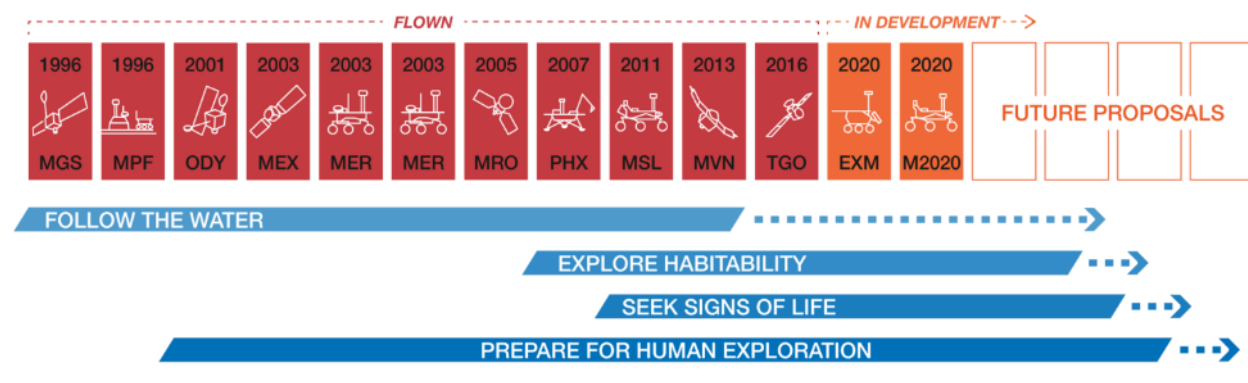 FLOWN
IN DEVELOPMENT
1996 1996 2001 2003 2003 2003 2005 2007 2011 2013 2016 2020 2020
FUTURE PROPOSALS
MGS MPF ODY MEX MER MER MRO PHX MSL MVN TGO EXM M2020
FOLLOW THE WATER
EXPLORE HABITABILITY
SEEK SIGNS OF LIFE
PREPARE FOR HUMAN EXPLORATION